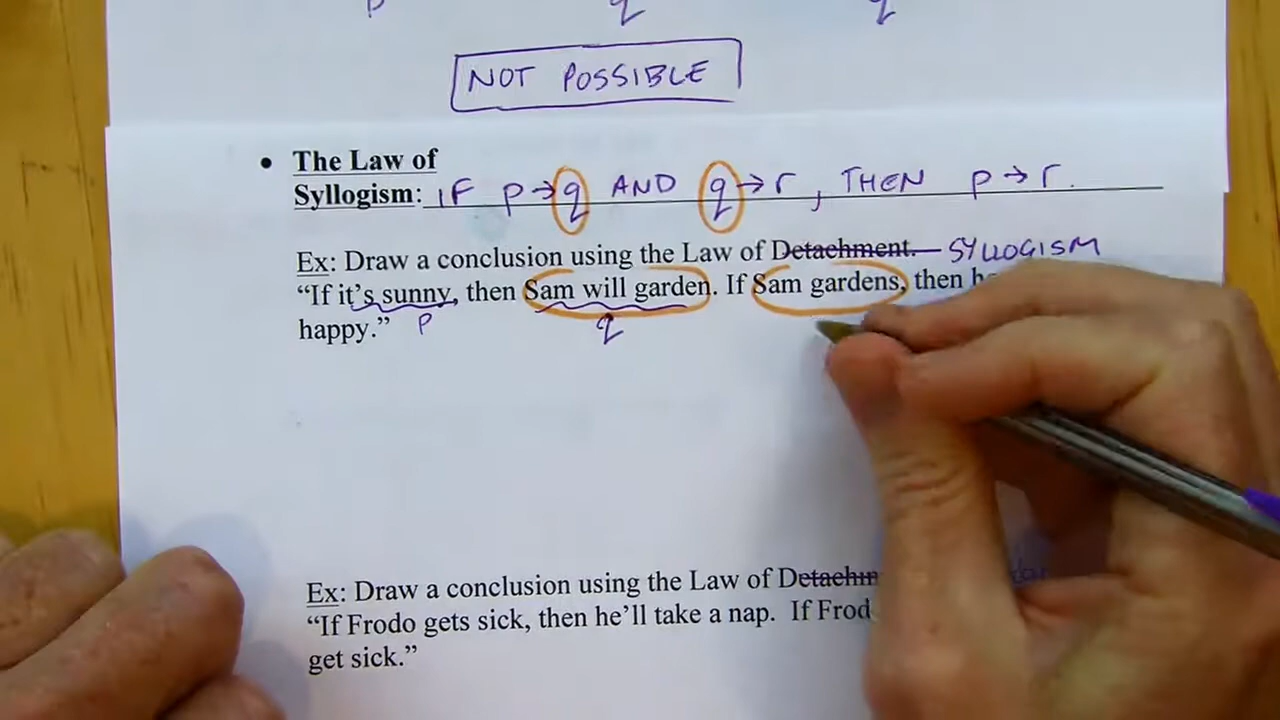 p q q
NOT POSSIBLE
• The Law of
Syllogism: IF p→q AND q→r, THEN p→r.
Ex: Draw a conclusion using the Law of Detachment. SYLLOGISM
“If it’s sunny, then Sam will garden. If Sam gardens, then
happy.” p q
Ex: Draw a conclusion using the Law of
“If Frodo gets sick, then he’ll take a nap. If
get sick.”